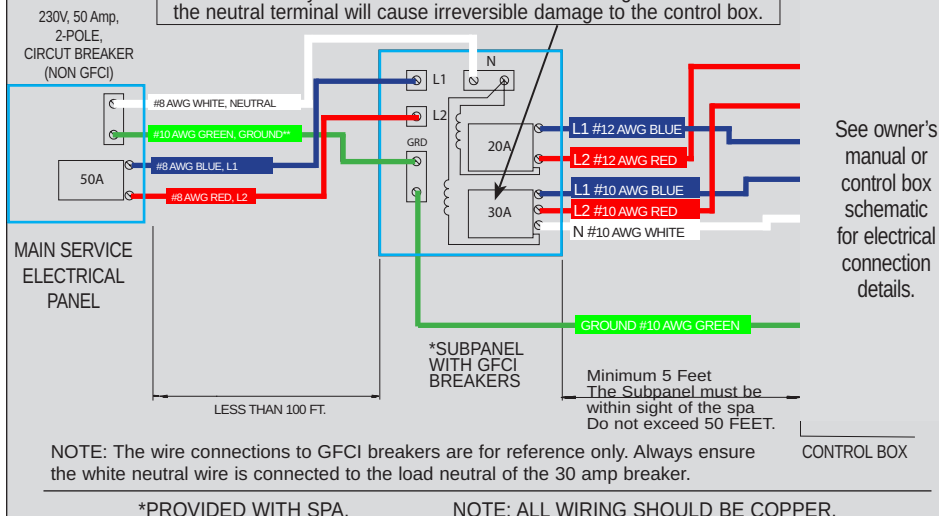 the neutral terminal will cause irreversible damage to the control box.
230V, 50 Amp,
2-POLE,
CIRCUT BREAKER
(NON GFCI)
#8 AWG WHITE, NEUTRAL
#10 AWG GREEN, GROUND**
#8 AWG BLUE, L1
#8 AWG RED, L2
50A
MAIN SERVICE
ELECTRICAL
PANEL
L1
L2
N
GRD
20A
30A
L1 #12 AWG BLUE
L2 #12 AWG RED
L1 #10 AWG BLUE
L2 #10 AWG RED
N #10 AWG WHITE
GROUND #10 AWG GREEN
See owner's
manual or
control box
schematic
for electrical
connection
details.
*SUBPANEL
WITH GFCI
BREAKERS
LESS THAN 100 FT.
Minimum 5 Feet
The Subpanel must be
within sight of the spa
Do not exceed 50 FEET.
CONTROL BOX
NOTE: The wire connections to GFCI breakers are for reference only. Always ensure
the white neutral wire is connected to the load neutral of the 30 amp breaker.
*PROVIDED WITH SPA.
NOTE: ALL WIRING SHOULD BE COPPER.